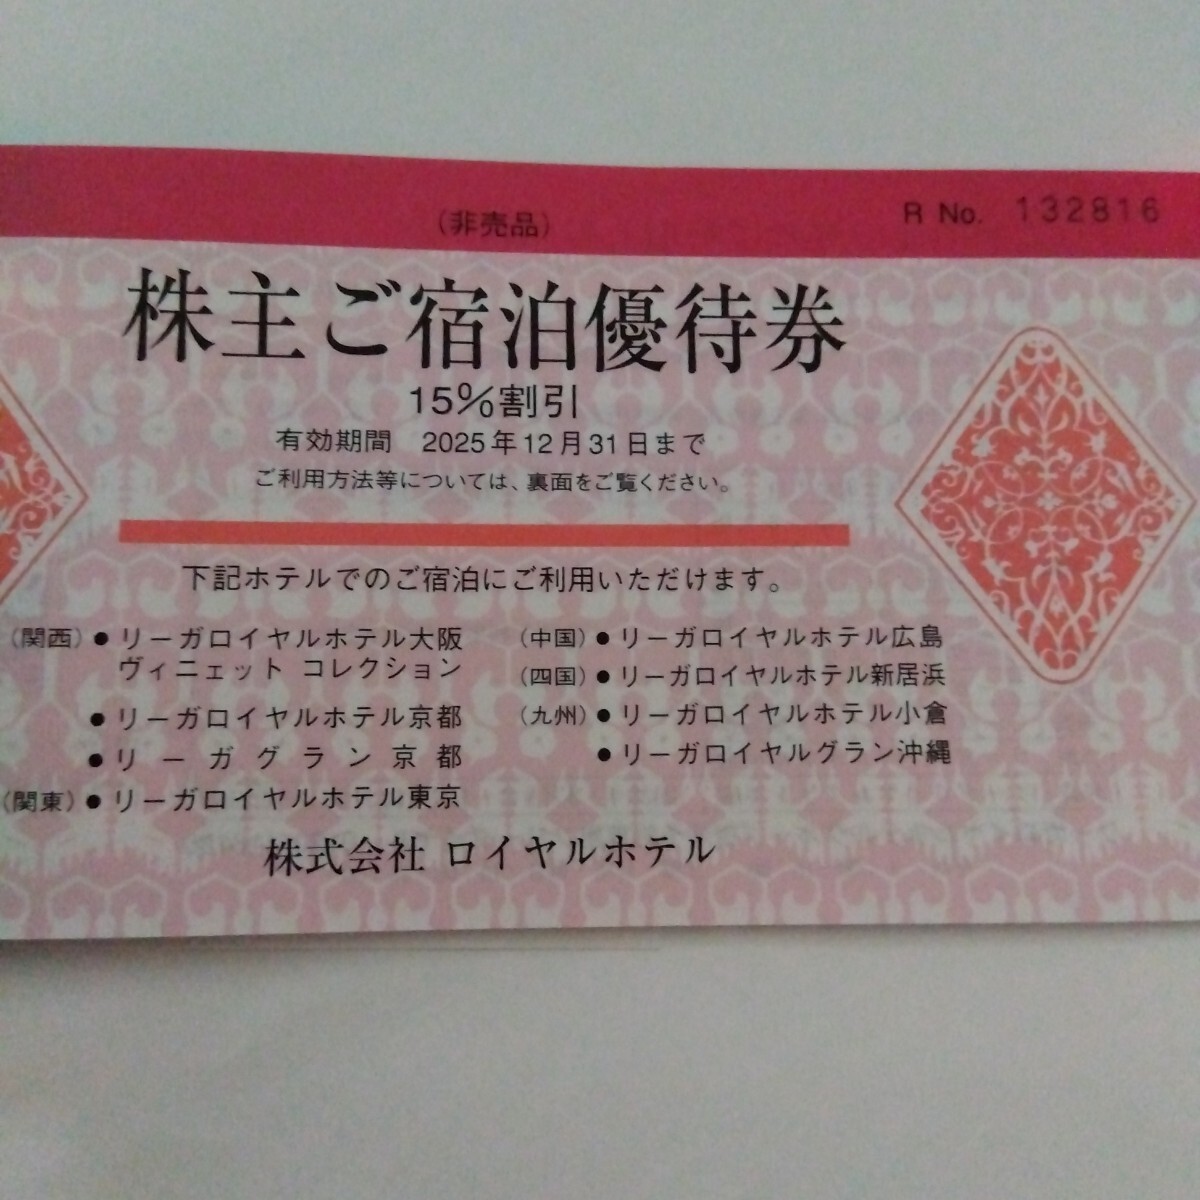 (非売品)
R No. 132816
株主ご宿泊優待券
15%割引
有効期間 2025年12月31日まで
ご利用方法等については、裏面をご覧ください。
下記ホテルでのご宿泊にご利用いただけます。
(関西) ● リーガロイヤルホテル大阪
ヴィニェット コレクション
● リーガロイヤルホテル京都
● リーガグラン京都
(関東) ● リーガロイヤルホテル東京
(中国) ● リーガロイヤルホテル広島
(四国) ● リーガロイヤルホテル新居浜
(九州) ● リーガロイヤルホテル小倉
● リーガロイヤルグラン沖縄
株式会社 ロイヤルホテル